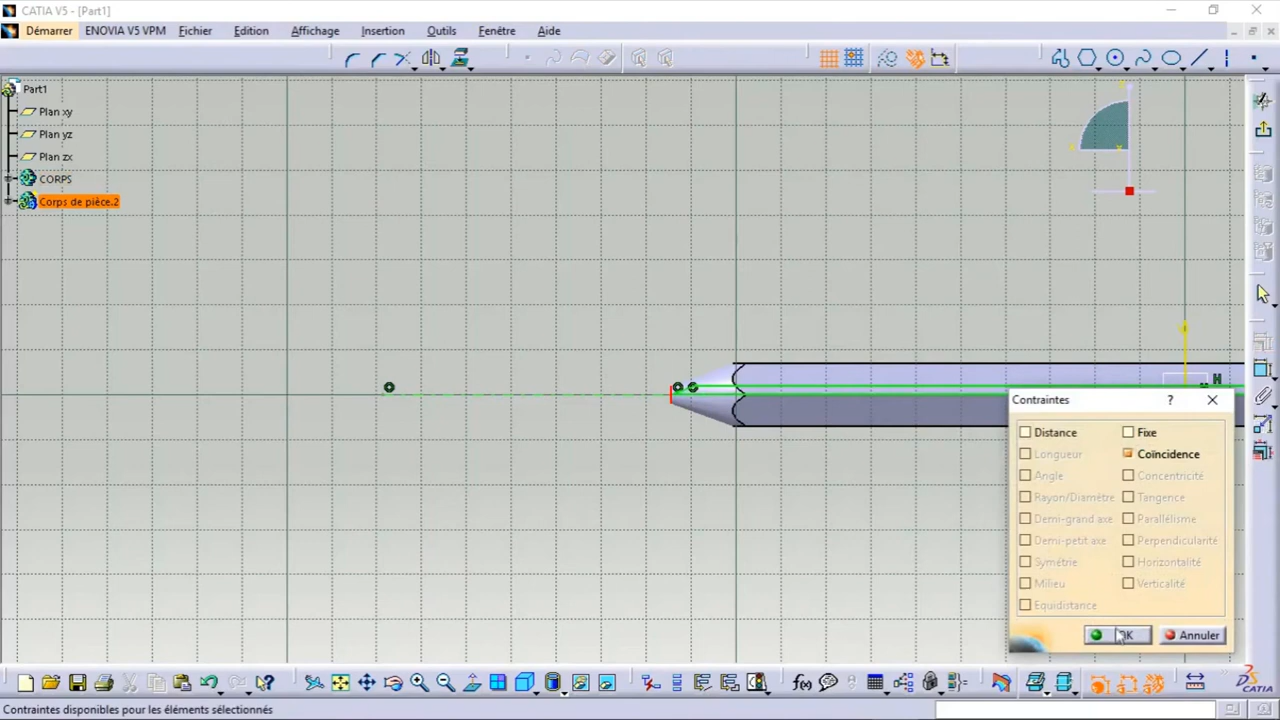 CATIA V5 - [Part1]
Démarrer ENOVIA V5 VPM Fichier Edition Affichage Insertion Outils Fenêtre Aide
Part1
Plan xy
Plan yz
Plan zx
CORPS
Corps de pièce.2
H
Contraintes ? 
Distance Fixe
Longueur Coïncidence
Angle Concentricité
Rayon/Diamètre Tangence
Demi-grand axe Parallélisme
Demi-petit axe Perpendicularité
Symétrie Horizontalité
Milieu Verticalité
Equidistance
OK Annuler
f(x)
CATIA
Contraintes disponibles pour les éléments sélectionnés